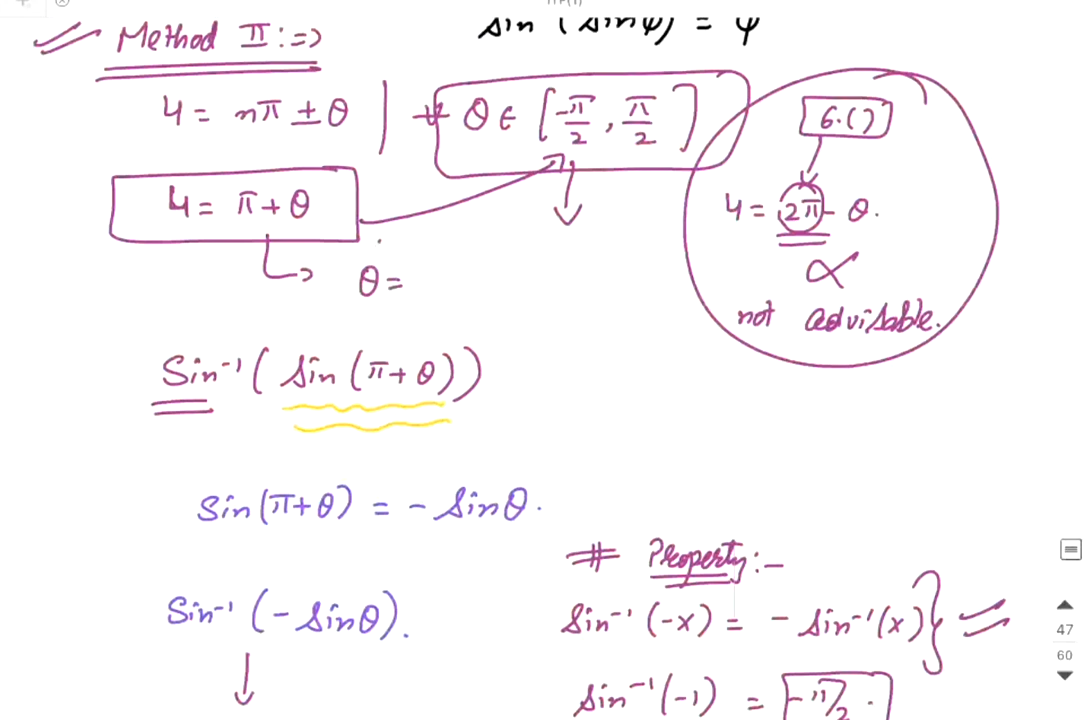 sin (sin ψ) = ψ
Method II :=>
4 = nπ ± θ | # θ ∈ [-π/2, π/2]
6.( )
4 = π + θ
4 = 2π - θ.
θ =
not advisable.
Sin⁻¹( Sin (π + θ))
Sin(π+θ) = - Sinθ.
# Property:-
Sin⁻¹ (- Sinθ).
Sin⁻¹ (-x) = - Sin⁻¹(x)
Sin⁻¹(-1) = -π/2.
47
60